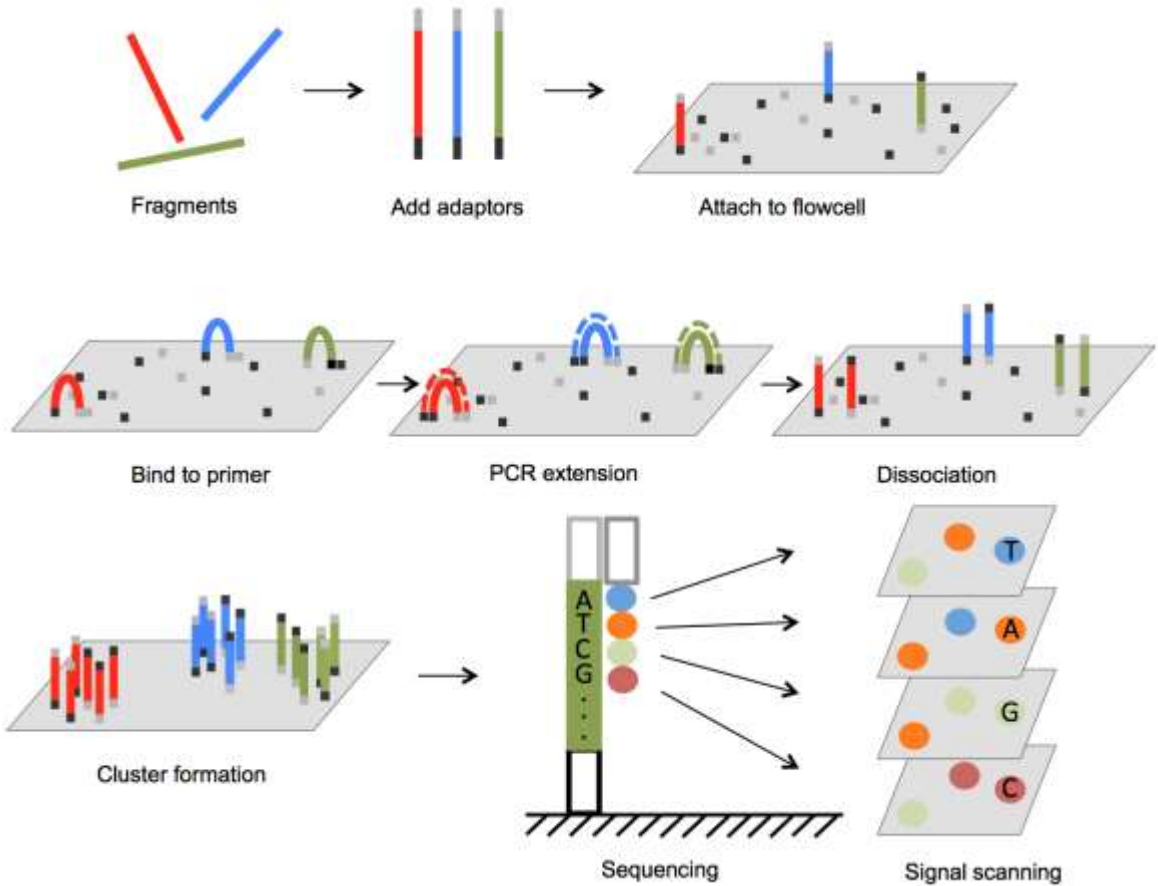 Fragments
Add adaptors
Attach to flowcell
Bind to primer
PCR extension
Dissociation
Cluster formation
A
T
C
G
.
.
.
Sequencing
T
A
G
C
Signal scanning